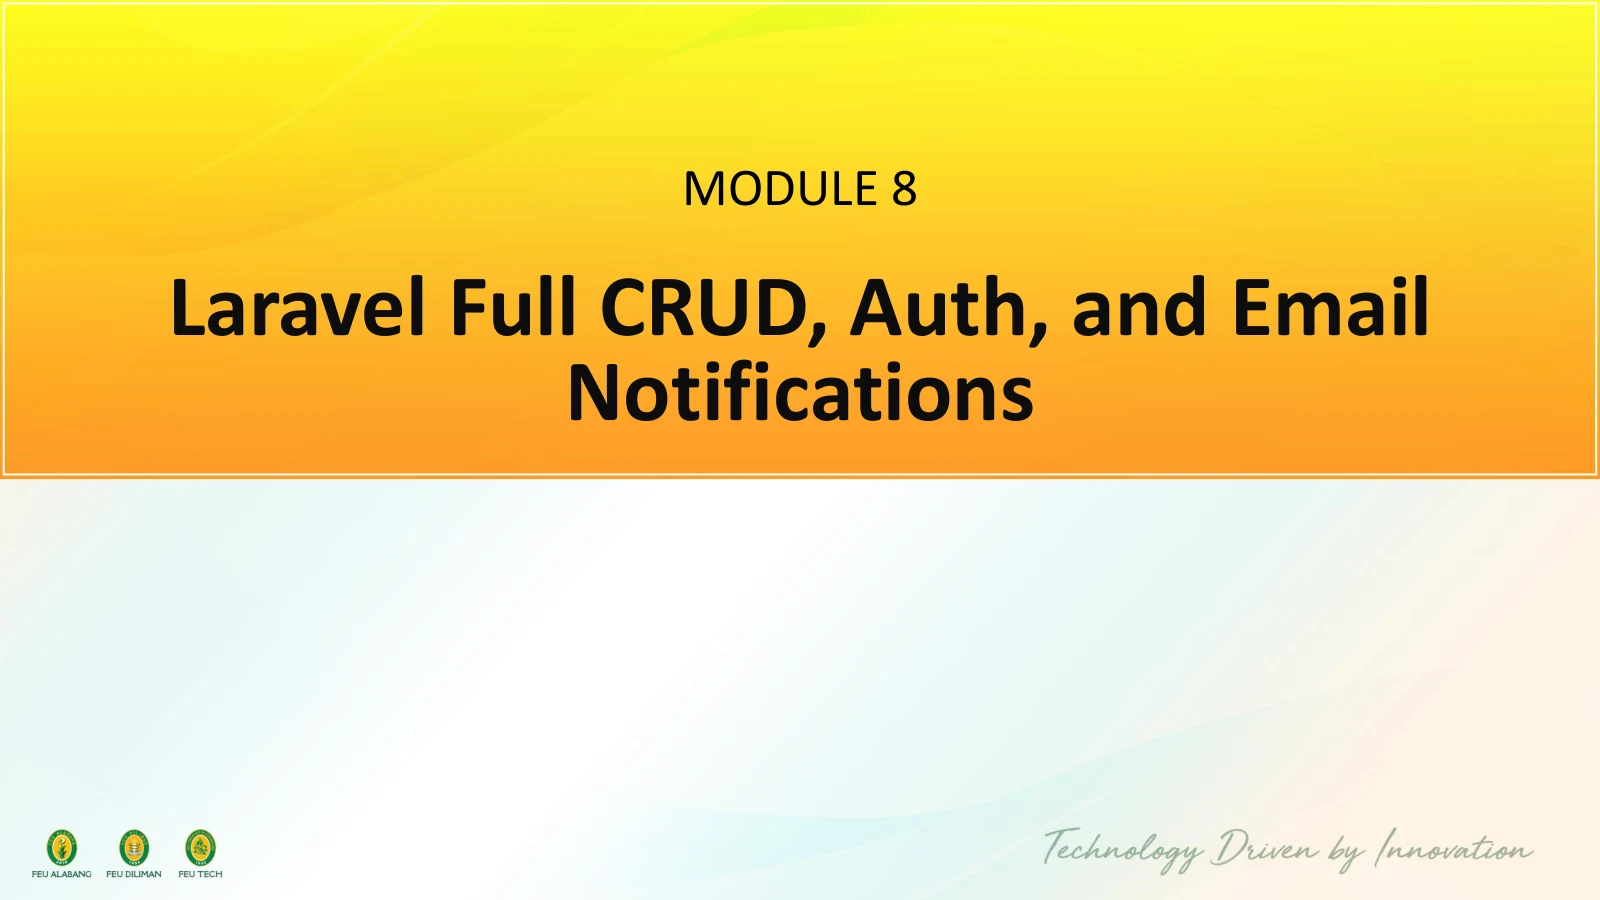 MODULE 8
Laravel Full CRUD, Auth, and Email
Notifications
FEU ALABANG
FEU DILIMAN
FEU TECH
Technology Driven by Innovation